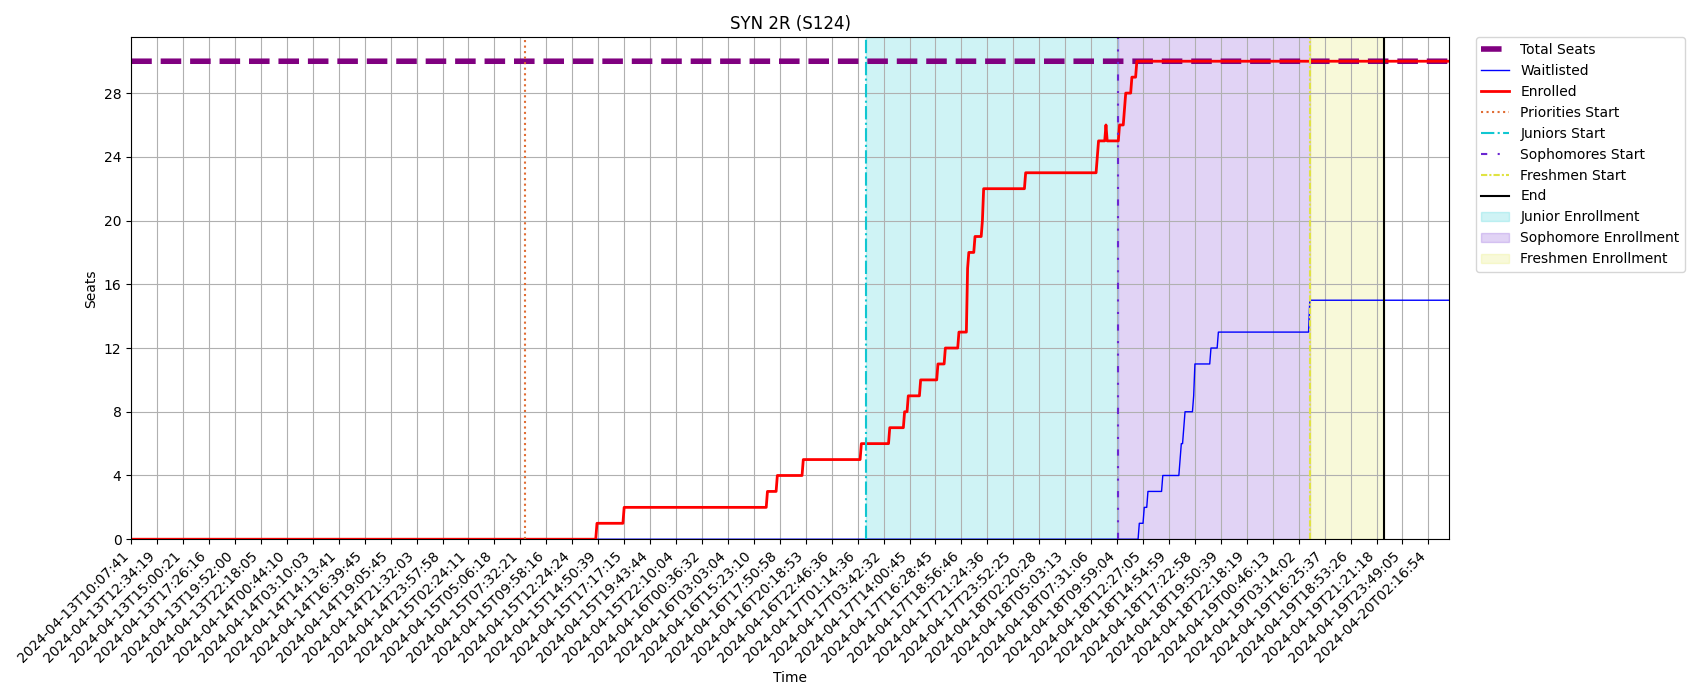 SYN 2R (S124)
Total Seats
Waitlisted
Enrolled
Priorities Start
Juniors Start
Sophomores Start
Freshmen Start
End
Junior Enrollment
Sophomore Enrollment
Freshmen Enrollment
Seats
28
24
20
16
12
8
4
0
2024-04-13T10:07:41
2024-04-13T12:34:19
2024-04-13T15:00:21
2024-04-13T17:26:16
2024-04-13T19:52:00
2024-04-13T22:18:05
2024-04-14T00:44:10
2024-04-14T03:10:03
2024-04-14T14:13:41
2024-04-14T16:39:45
2024-04-14T19:05:45
2024-04-14T21:32:03
2024-04-14T23:57:58
2024-04-15T02:24:11
2024-04-15T05:06:18
2024-04-15T07:32:21
2024-04-15T09:58:16
2024-04-15T12:24:24
2024-04-15T14:50:39
2024-04-15T17:17:15
2024-04-15T19:43:44
2024-04-15T22:10:04
2024-04-16T00:36:32
2024-04-16T03:03:04
2024-04-16T15:23:10
2024-04-16T17:50:58
2024-04-16T20:18:53
2024-04-16T22:46:36
2024-04-17T01:14:36
2024-04-17T03:42:32
2024-04-17T14:00:45
2024-04-17T16:28:45
2024-04-17T18:56:46
2024-04-17T21:24:36
2024-04-17T23:52:25
2024-04-18T02:20:28
2024-04-18T05:03:13
2024-04-18T07:31:06
2024-04-18T09:59:04
2024-04-18T12:27:05
2024-04-18T14:54:59
2024-04-18T17:22:58
2024-04-18T19:50:39
2024-04-18T22:18:19
2024-04-19T00:46:13
2024-04-19T03:14:02
2024-04-19T16:25:37
2024-04-19T18:53:26
2024-04-19T21:21:18
2024-04-19T23:49:05
2024-04-20T02:16:54
Time